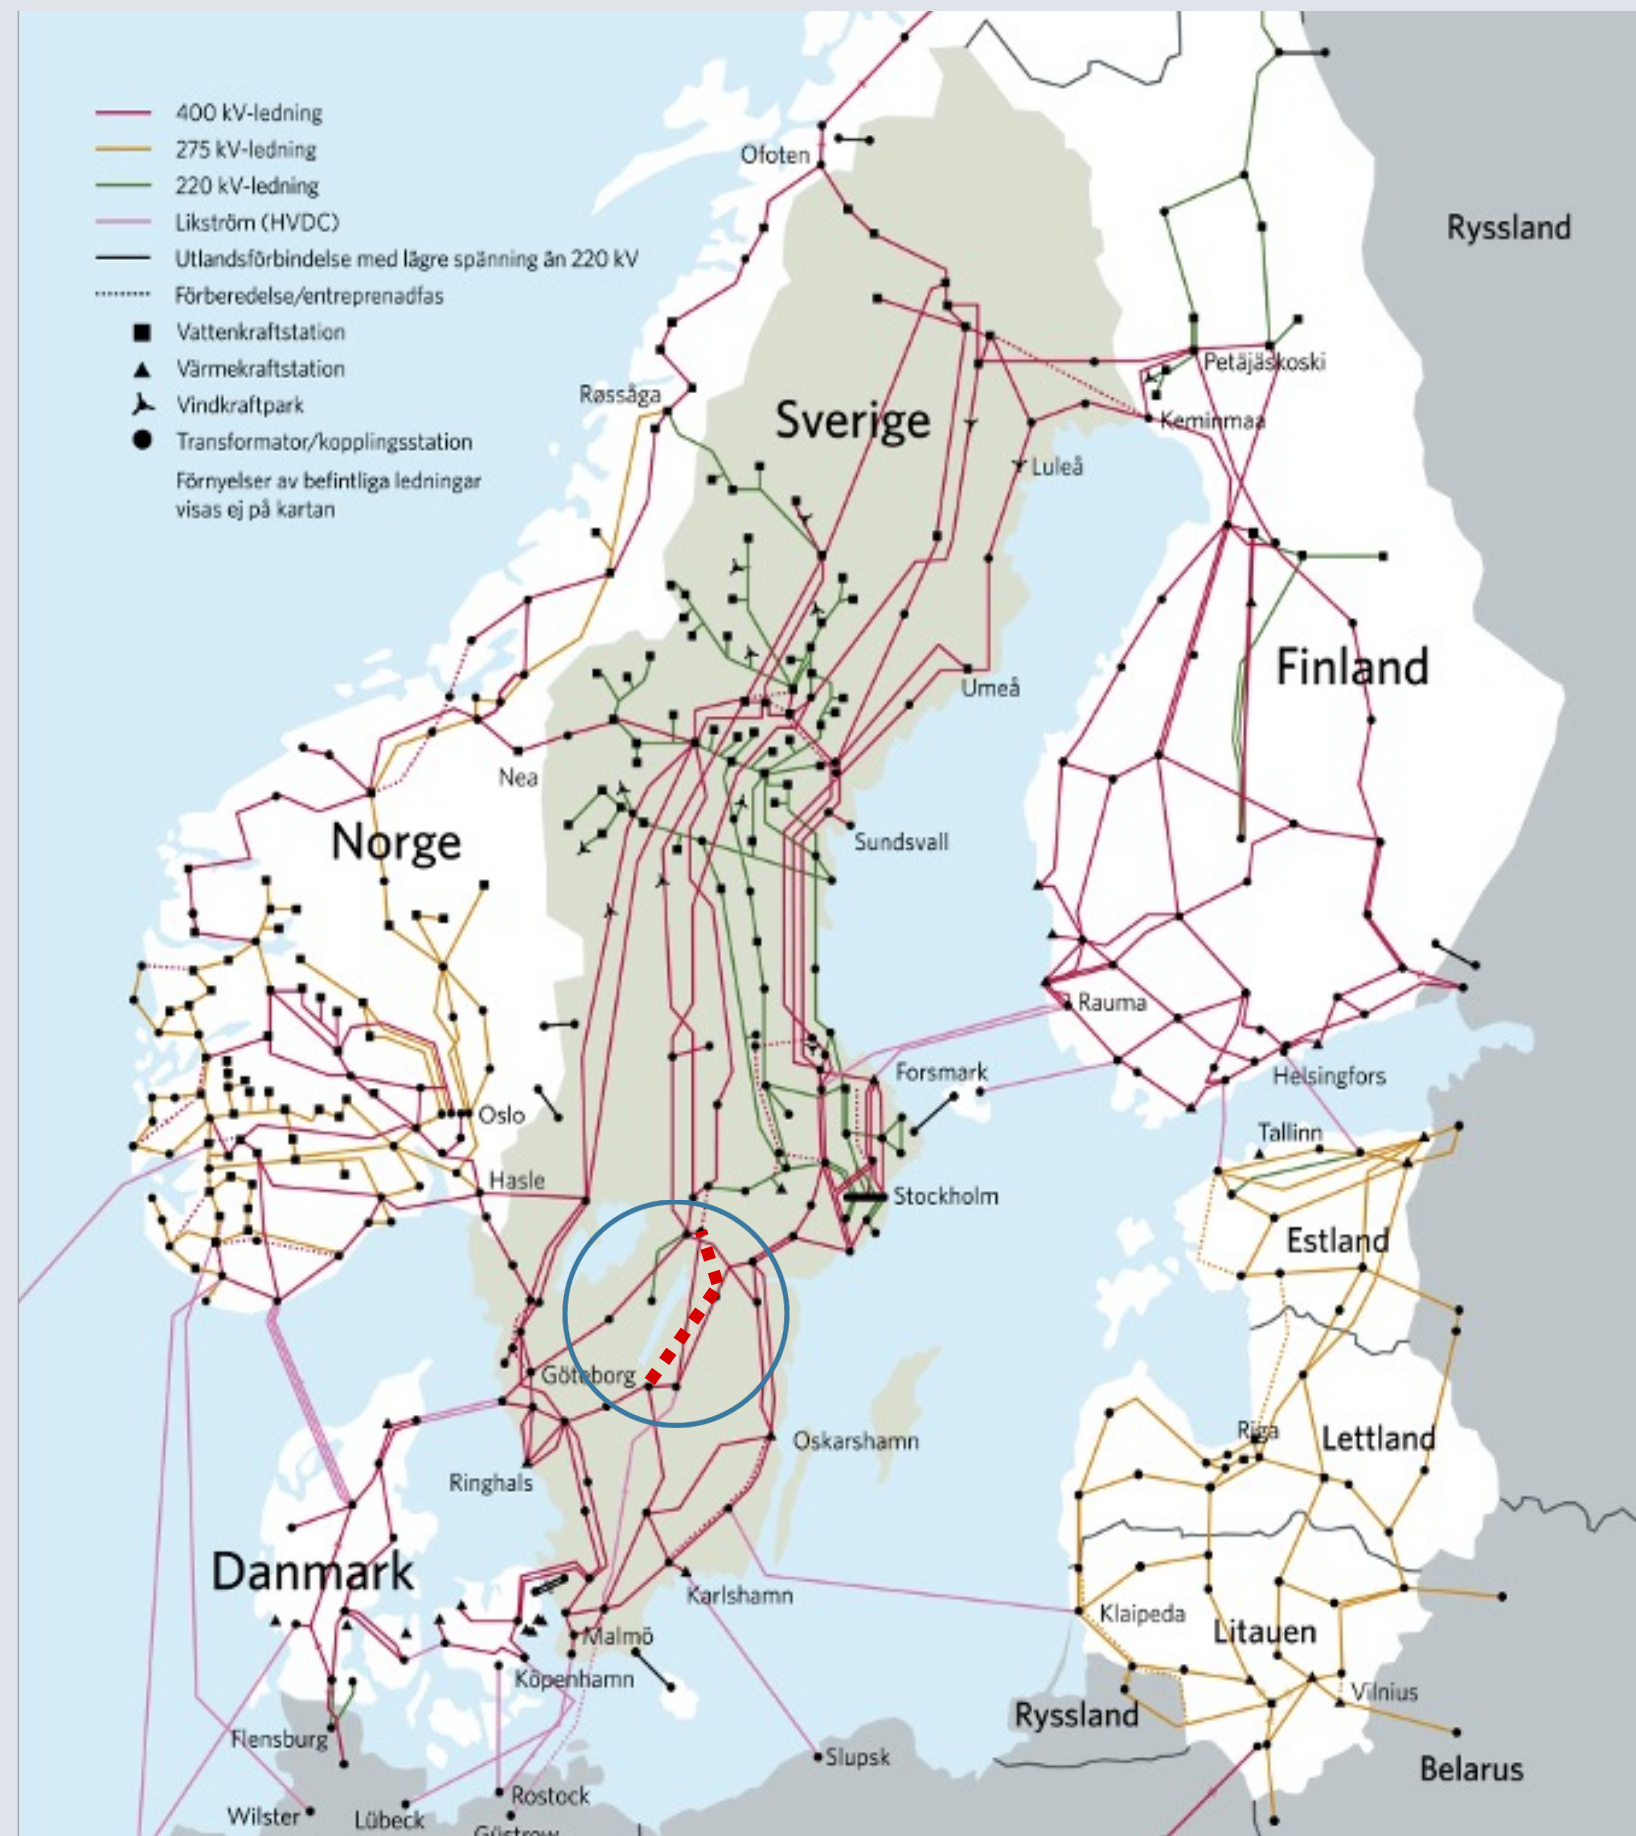 400 kV-ledning
275 kV-ledning
220 kV-ledning
Likström (HVDC)
Utlandsförbindelse med lägre spänning än 220 kV
Förberedelse/entreprenadfas
Vattenkraftstation
Värmekraftstation
Vindkraftpark
Transformator/kopplingsstation
Förnyelser av befintliga ledningar
visas ej på kartan
Ofoten
Ryssland
Petäjäskoski
Røssåga
Sverige
Keminmaa
Luleå
Finland
Umeå
Nea
Norge
Sundsvall
Rauma
Forsmark
Helsingfors
Oslo
Tallinn
Hasle
Stockholm
Estland
Göteborg
Riga
Lettland
Oskarshamn
Ringhals
Danmark
Karlshamn
Klaipeda
Litauen
Malmö
Köpenhamn
Vilnius
Ryssland
Flensburg
Slupsk
Belarus
Rostock
Wilster
Lübeck
Güstrow